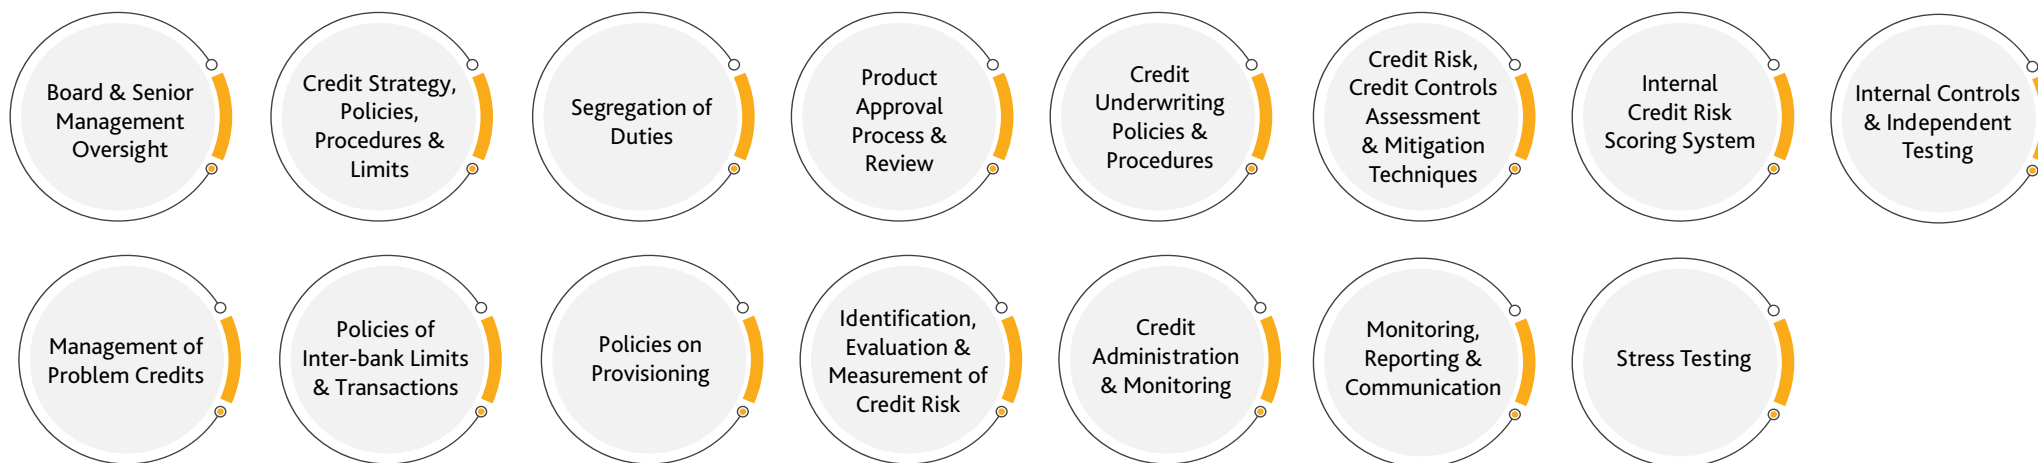 Board & Senior
Management
Oversight
Credit Strategy,
Policies,
Procedures &
Limits
Segregation of
Duties
Product
Approval
Process &
Review
Credit
Underwriting
Policies &
Procedures
Credit Risk,
Credit Controls
Assessment
& Mitigation
Techniques
Internal
Credit Risk
Scoring System
Internal Controls
& Independent
Testing
Management of
Problem Credits
Policies of
Inter-bank Limits
& Transactions
Policies on
Provisioning
Identification,
Evaluation &
Measurement of
Credit Risk
Credit
Administration
& Monitoring
Monitoring,
Reporting &
Communication
Stress Testing